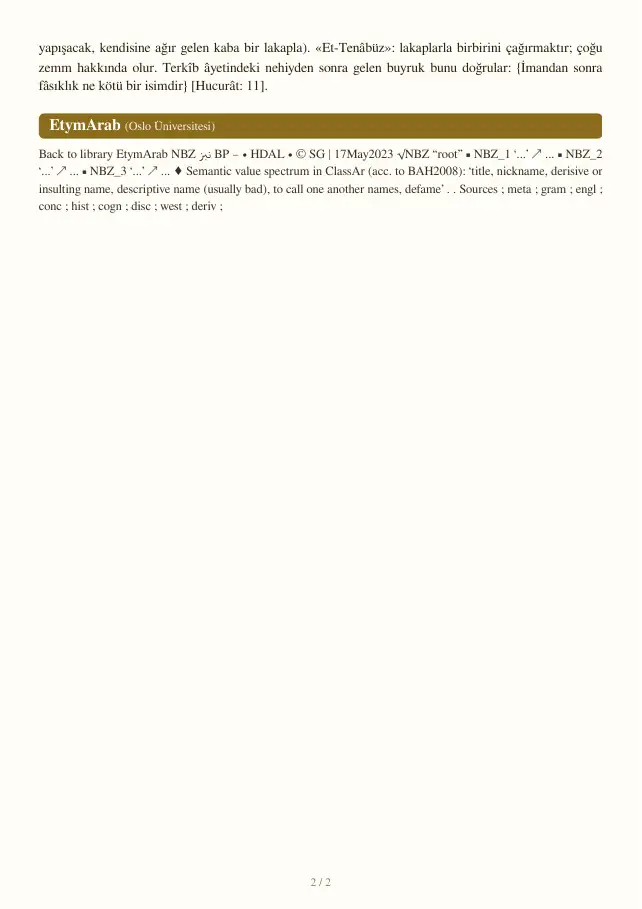 yapışacak, kendisine ağır gelen kaba bir lakapla). «Et-Tenâbüz»: lakaplarla birbirini çağırmaktır; çoğu
zemm hakkında olur. Terkîb âyetindeki nehiyden sonra gelen buyruk bunu doğrular: {İmandan sonra
fâsıklık ne kötü bir isimdir} [Hucurât: 11].
EtymArab (Oslo Üniversitesi)
Back to library EtymArab NBZ نبز BP – • HDAL • © SG | 17May2023 √NBZ “root” ▪ NBZ_1 ‘...’ ↗ ... ▪ NBZ_2
‘...’ ↗ ... ▪ NBZ_3 ‘...’ ↗ ... ♦ Semantic value spectrum in ClassAr (acc. to BAH2008): ‘title, nickname, derisive or
insulting name, descriptive name (usually bad), to call one another names, defame’ . . Sources ; meta ; gram ; engl ;
conc ; hist ; cogn ; disc ; west ; deriv ;
2 / 2